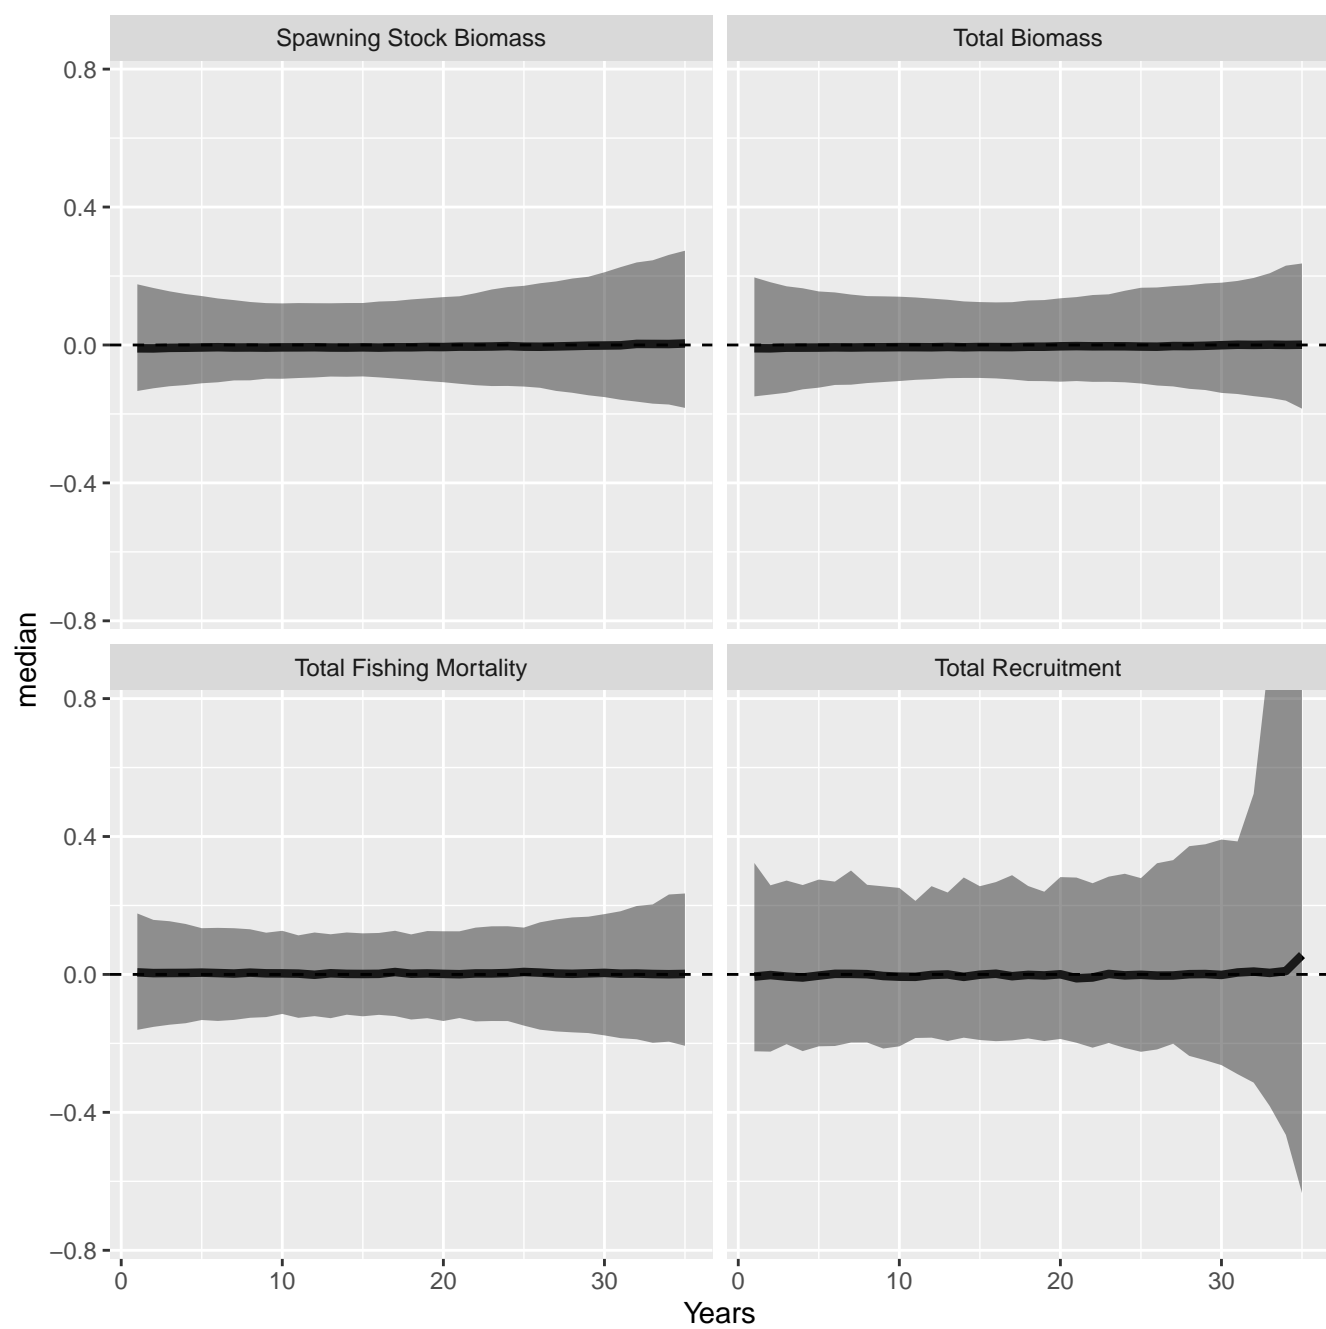 Spawning Stock Biomass
Total Biomass
0.8
0.4
0.0
−0.4
−0.8
Total Fishing Mortality
Total Recruitment
0.8
0.4
0.0
−0.4
−0.8
0 10 20 30
0 10 20 30
median
Years